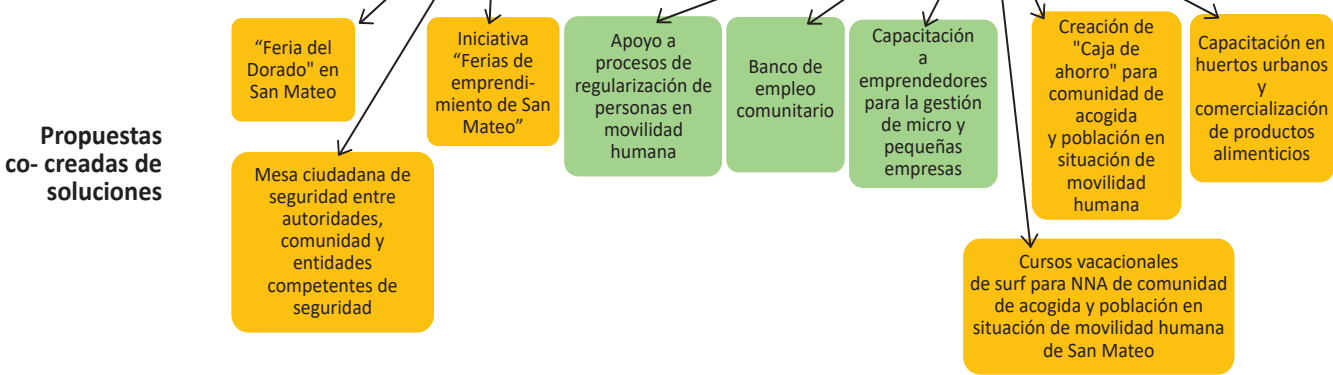 Propuestas
co- creadas de
soluciones
“Feria del
Dorado" en
San Mateo
Mesa ciudadana de
seguridad entre
autoridades,
comunidad y
entidades
competentes de
seguridad
Iniciativa
“Ferias de
emprendi-
miento de San
Mateo”
Apoyo a
procesos de
regularización de
personas en
movilidad
humana
Banco de
empleo
comunitario
Capacitación
a
emprendedores
para la gestión
de micro y
pequeñas
empresas
Creación de
"Caja de
ahorro" para
comunidad de
acogida
y población en
situación de
movilidad
humana
Capacitación en
huertos urbanos
y
comercialización
de productos
alimenticios
Cursos vacacionales
de surf para NNA de comunidad
de acogida y población en
situación de movilidad humana
de San Mateo